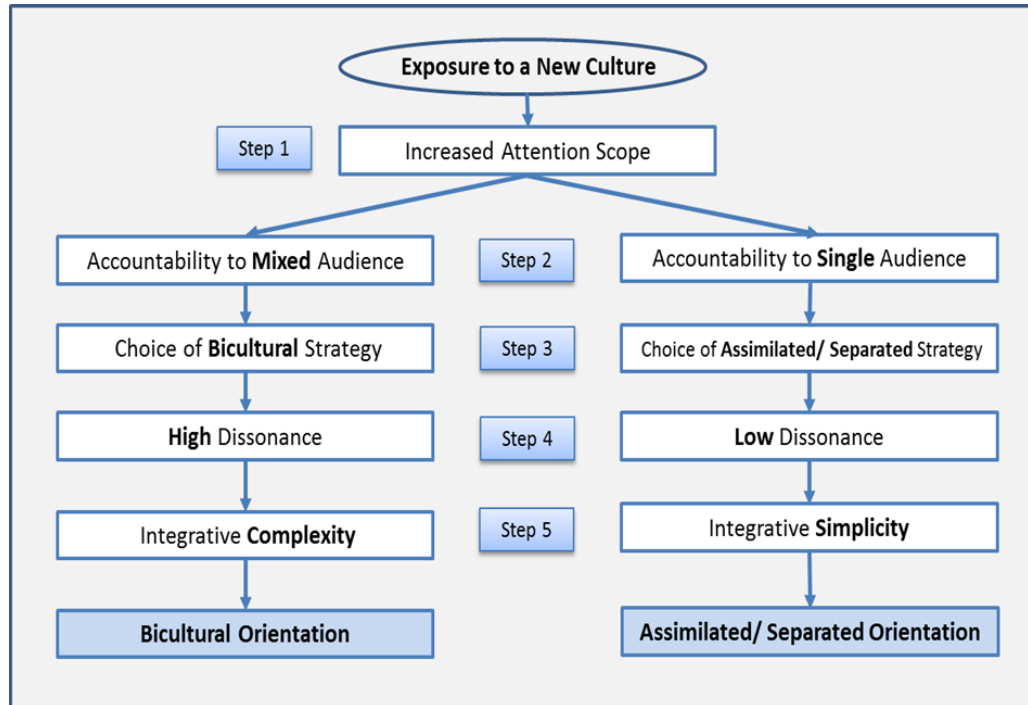 Exposure to a New Culture
Step 1
Increased Attention Scope
Accountability to Mixed Audience
Step 2
Accountability to Single Audience
Choice of Bicultural Strategy
Step 3
Choice of Assimilated/ Separated Strategy
High Dissonance
Step 4
Low Dissonance
Integrative Complexity
Step 5
Integrative Simplicity
Bicultural Orientation
Assimilated/ Separated Orientation